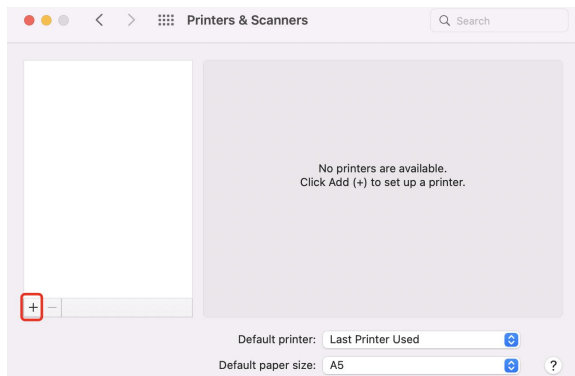 Printers & Scanners
Search
No printers are available.
Click Add (+) to set up a printer.
+ −
Default printer: Last Printer Used
Default paper size: A5
?